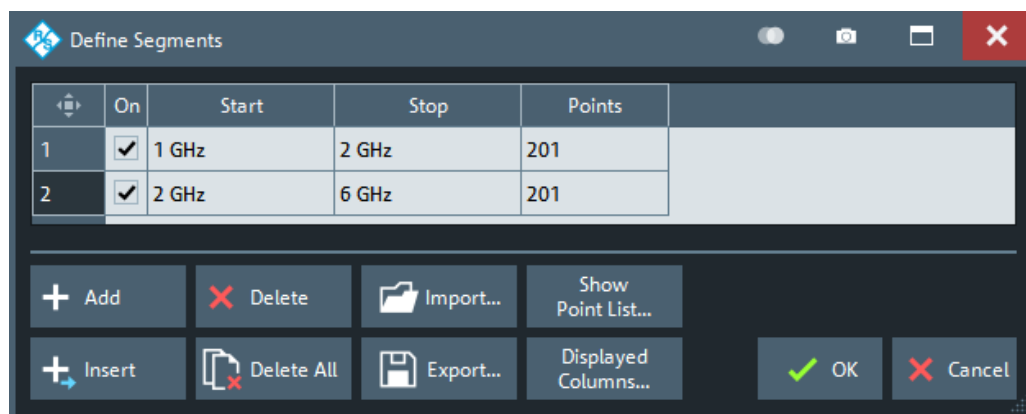 R S Define Segments
On Start Stop Points
1 1 GHz 2 GHz 201
2 2 GHz 6 GHz 201
Add Delete Import... Show
Point List...
Insert Delete All Export... Displayed
Columns... OK Cancel